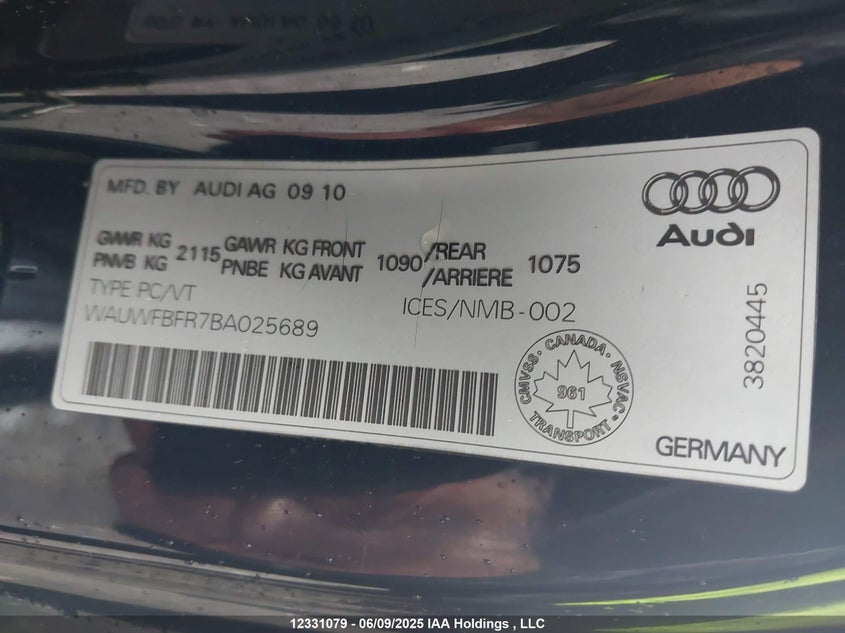 MFD. BY AUDI AG 09 10
Audi
GVWR KG 2115 GAWR KG FRONT 1090 /REAR 1075
PNVB KG PNBE KG AVANT /ARRIERE
TYPE PC/VT
ICES/NMB-002
WAUWFBFR7BA025689
3820445
CMVSS · CANADA · NSVAC · TRANSPORT ·
961
GERMANY
12331079 - 06/09/2025 IAA Holdings , LLC